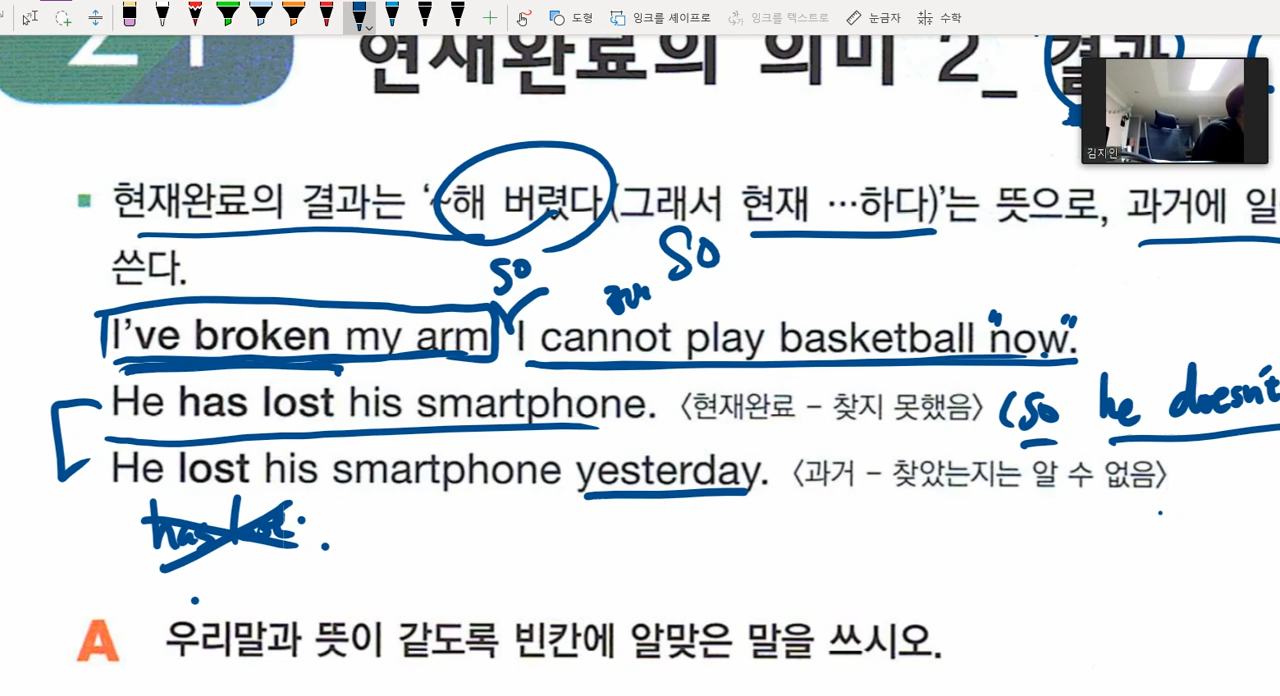 도형 잉크를 셰이프로 잉크를 텍스트로 눈금자 수학
21 현재완료의 의미 2_ 결과
김지인
현재완료의 결과는 ‘~해 버렸다(그래서 현재 …하다)’는 뜻으로, 과거에 일
쓴다.
so SO
I've broken my arm I cannot play basketball "now".
He has lost his smartphone. 〈현재완료 – 찾지 못했음〉 (so he doesn't
He lost his smartphone yesterday. 〈과거 – 찾았는지는 알 수 없음〉
has lost
A 우리말과 뜻이 같도록 빈칸에 알맞은 말을 쓰시오.